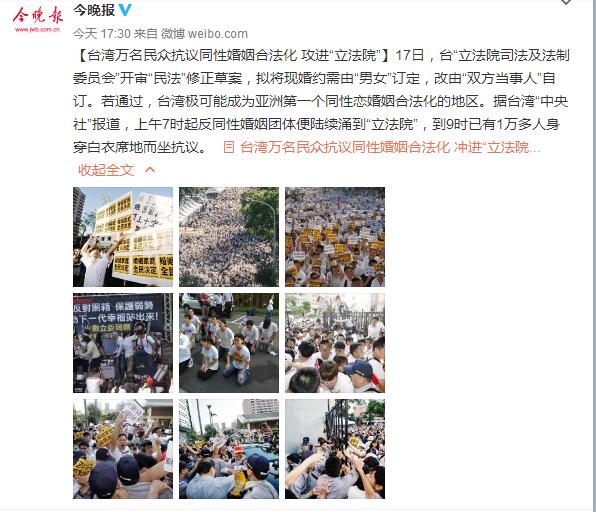 今晚报
今晚报
www.jwb.com.cn
今天 17:30 来自 微博 weibo.com
【台湾万名民众抗议同性婚姻合法化 攻进“立法院”】17日，台“立法院司法及法制
委员会”开审“民法”修正草案，拟将现婚约需由“男女”订定，改由“双方当事人”自
订。若通过，台湾极可能成为亚洲第一个同性恋婚姻合法化的地区。据台湾“中央
社”报道，上午7时起反同性婚姻团体便陆续涌到“立法院”，到9时已有1万多人身
穿白衣席地而坐抗议。 台湾万名民众抗议同性婚姻合法化 冲进“立法院...
收起全文
婚姻家庭
全民決定
反對黑箱 保護弱勢
下一代幸福站出來!